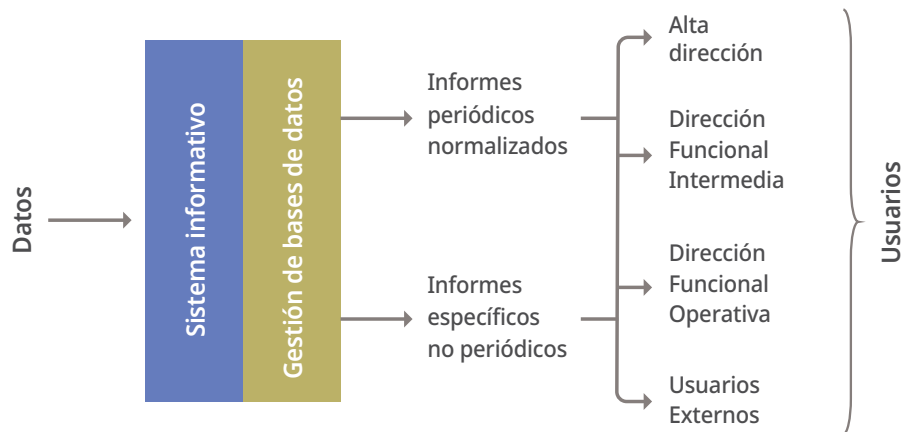 Datos
Sistema informativo
Gestión de bases de datos
Informes
periódicos
normalizados
Informes
específicos
no periódicos
Alta
dirección
Dirección
Funcional
Intermedia
Dirección
Funcional
Operativa
Usuarios
Externos
Usuarios